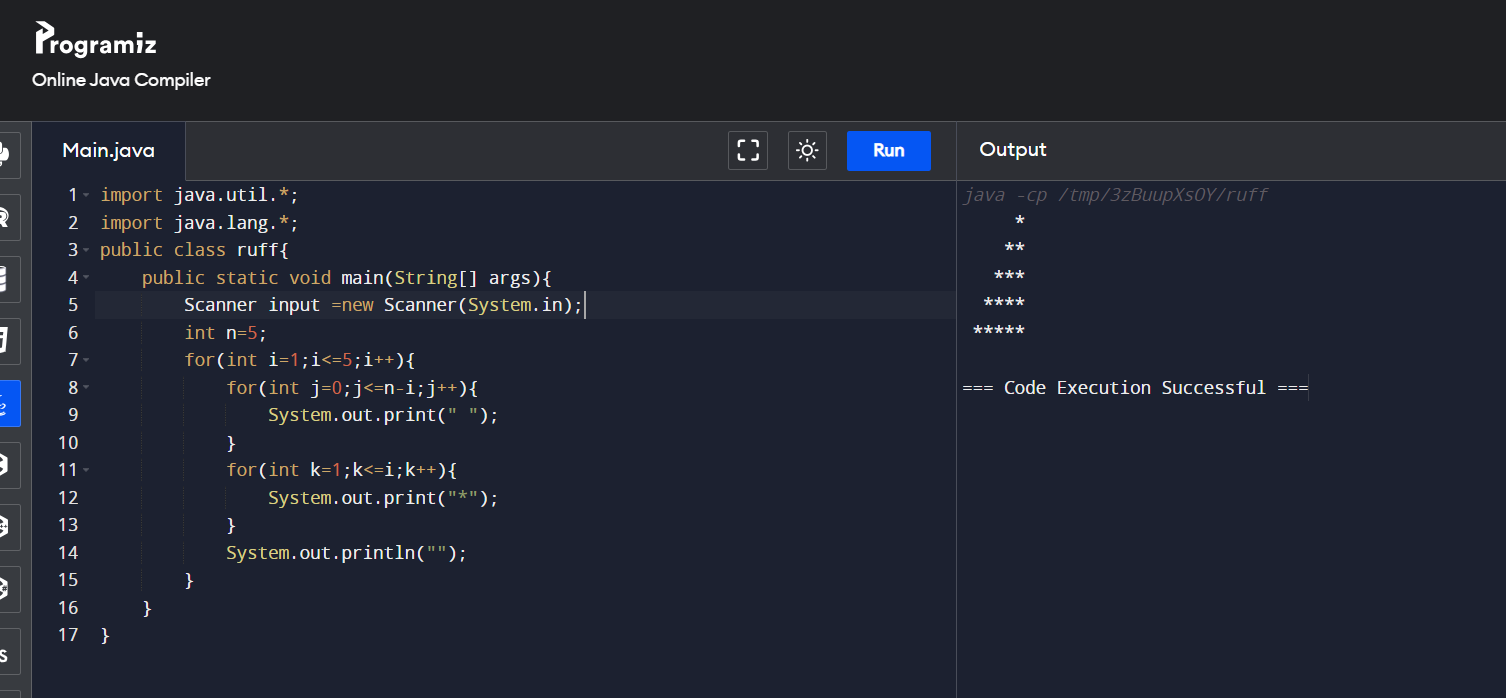 Programiz
Online Java Compiler
Main.java
Run
Output
1 import java.util.*;
2 import java.lang.*;
3 public class ruff{
4     public static void main(String[] args){
5         Scanner input =new Scanner(System.in);
6         int n=5;
7         for(int i=1;i<=5;i++){
8             for(int j=0;j<=n-i;j++){
9                 System.out.print(" ");
10             }
11             for(int k=1;k<=i;k++){
12                 System.out.print("*");
13             }
14             System.out.println("");
15         }
16     }
17 }
java -cp /tmp/3zBuupXsOY/ruff
     *
    **
   ***
  ****
 *****
=== Code Execution Successful ===